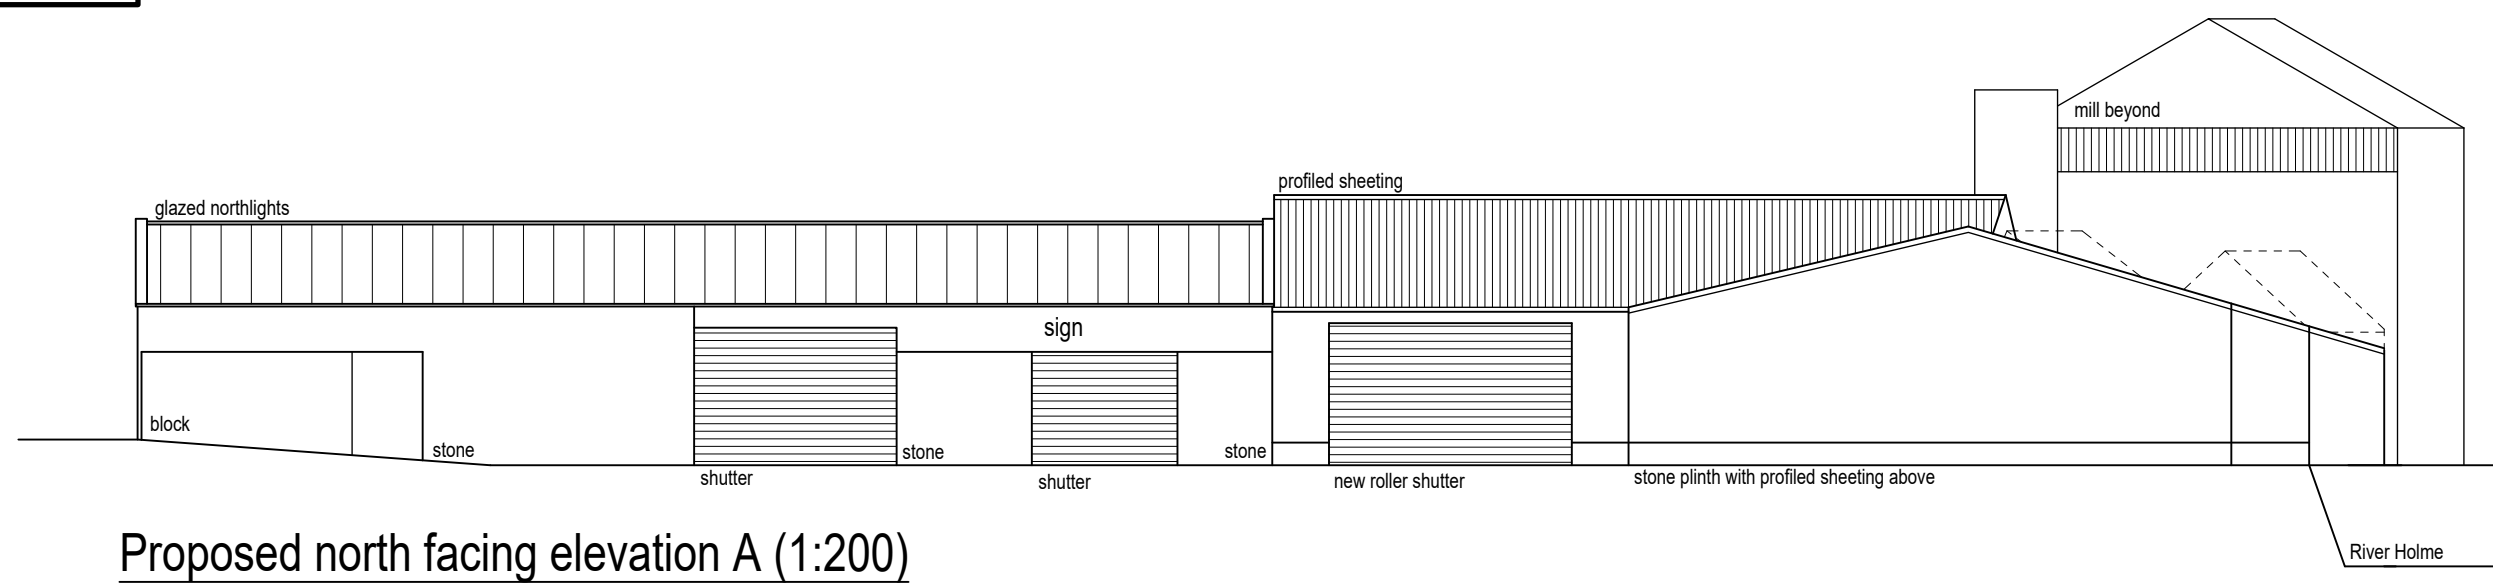 mill beyond
profiled sheeting
glazed northlights
sign
block
stone
stone
stone
shutter
shutter
new roller shutter
stone plinth with profiled sheeting above
Proposed north facing elevation A (1:200)
River Holme